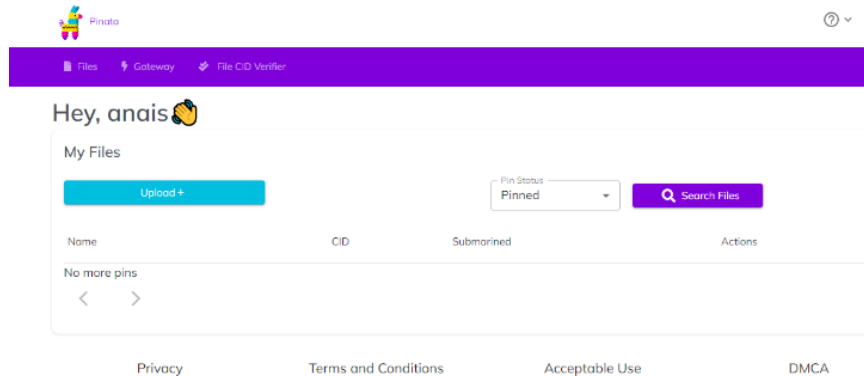 Pinata
Files Gateway File CID Verifier
Hey, anais
My Files
Upload+
Pin Status
Pinned
Search Files
Name CID Submarined Actions
No more pins
Privacy Terms and Conditions Acceptable Use DMCA